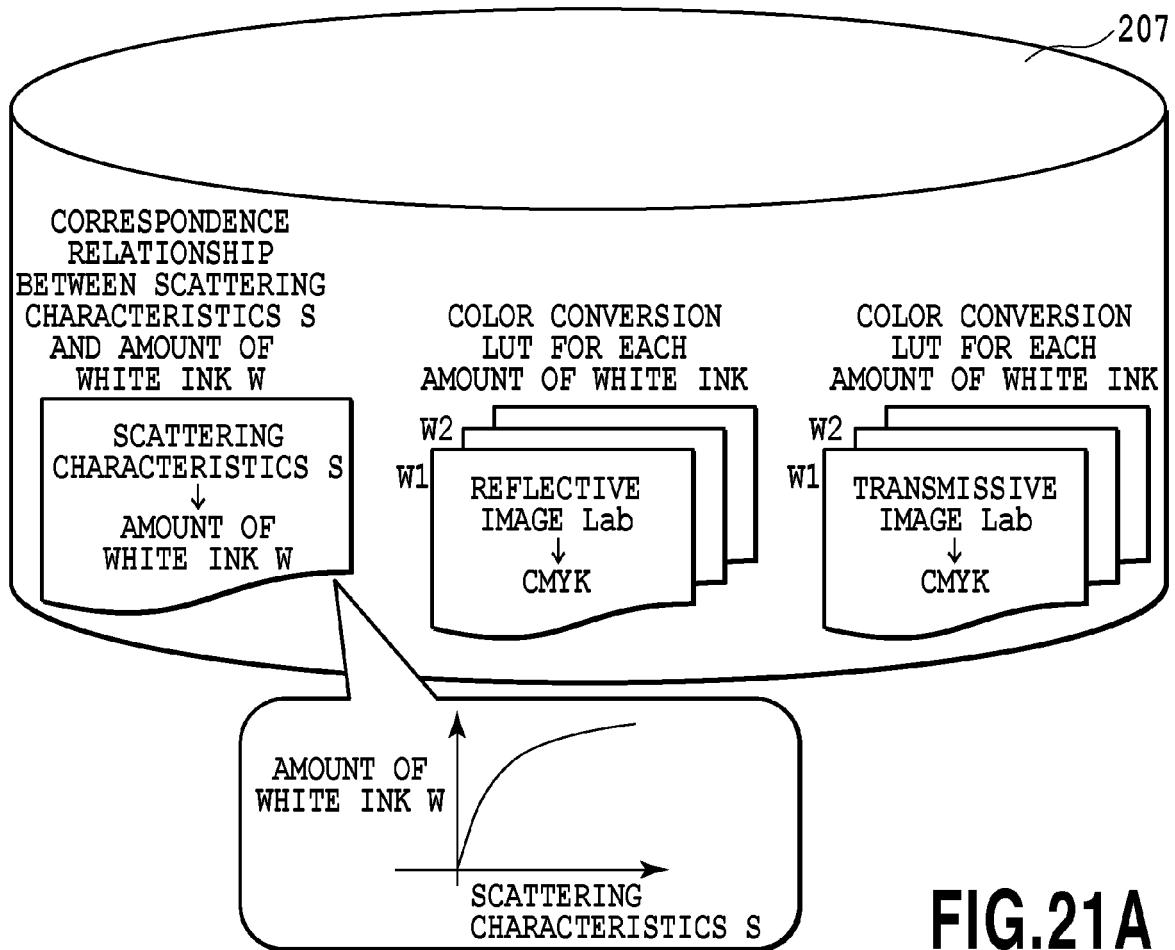 207
CORRESPONDENCE
RELATIONSHIP
BETWEEN SCATTERING
CHARACTERISTICS S
AND AMOUNT OF
WHITE INK W
SCATTERING
CHARACTERISTICS S
↓
AMOUNT OF
WHITE INK W
COLOR CONVERSION
LUT FOR EACH
AMOUNT OF WHITE INK
W2
W1
REFLECTIVE
IMAGE Lab
↓
CMYK
COLOR CONVERSION
LUT FOR EACH
AMOUNT OF WHITE INK
W2
W1
TRANSMISSIVE
IMAGE Lab
↓
CMYK
AMOUNT OF
WHITE INK W
SCATTERING
CHARACTERISTICS S
FIG.21A